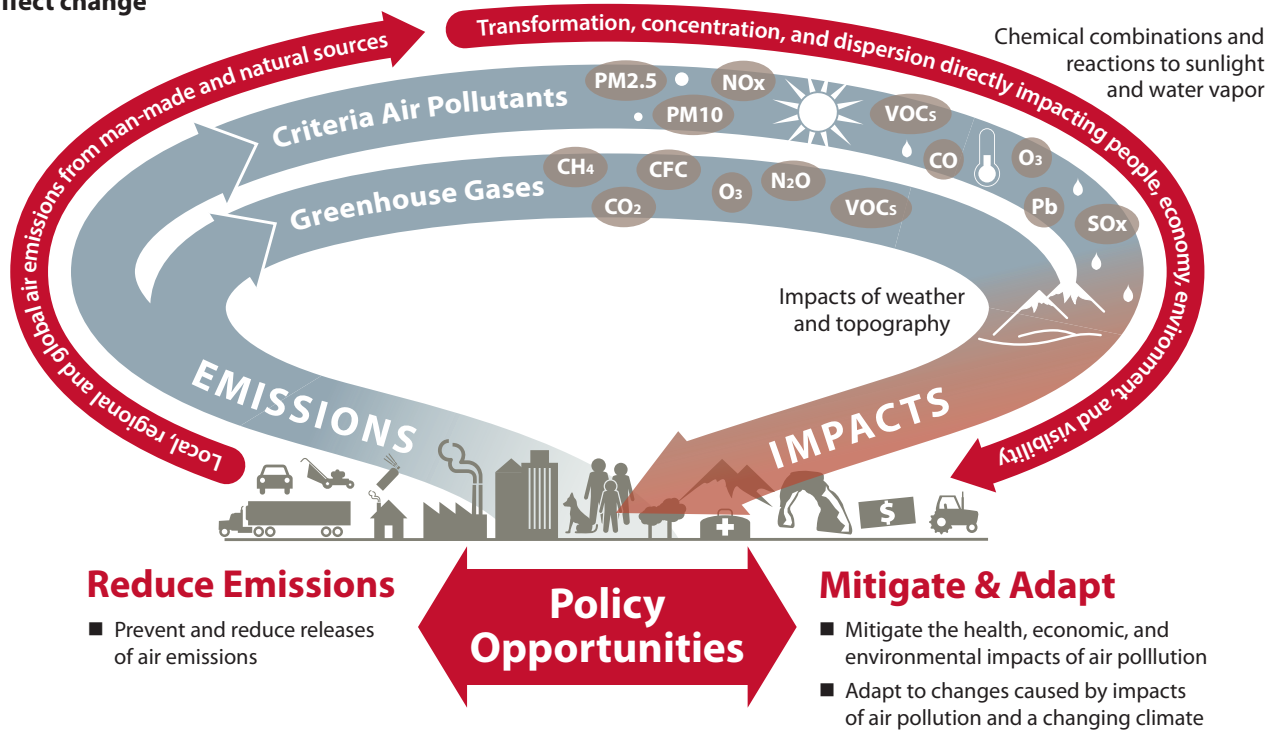 ffect change
Local, regional and global air emissions from man-made and natural sources
Transformation, concentration, and dispersion directly impacting people, economy, environment, and visibility
Chemical combinations and
reactions to sunlight
and water vapor
Criteria Air Pollutants
PM2.5
NOx
PM10
VOCs
CO
O3
Pb
SOx
Greenhouse Gases
CH4
CFC
CO2
O3
N2O
VOCs
Impacts of weather
and topography
EMISSIONS
IMPACTS
$
Reduce Emissions
■ Prevent and reduce releases
of air emissions
Policy
Opportunities
Mitigate & Adapt
■ Mitigate the health, economic, and
environmental impacts of air polllution
■ Adapt to changes caused by impacts
of air pollution and a changing climate